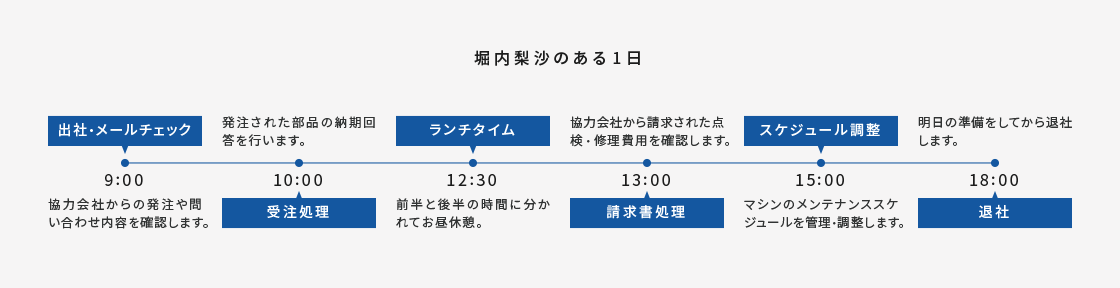 堀内梨沙のある1日
出社・メールチェック
9:00
協力会社からの発注や問
い合わせ内容を確認します。
発注された部品の納期回
答を行います。
10:00
受注処理
ランチタイム
12:30
前半と後半の時間に分か
れてお昼休憩。
協力会社から請求された点
検・修理費用を確認します。
13:00
請求書処理
スケジュール調整
15:00
マシンのメンテナンススケ
ジュールを管理・調整します。
明日の準備をしてから退社
します。
18:00
退社